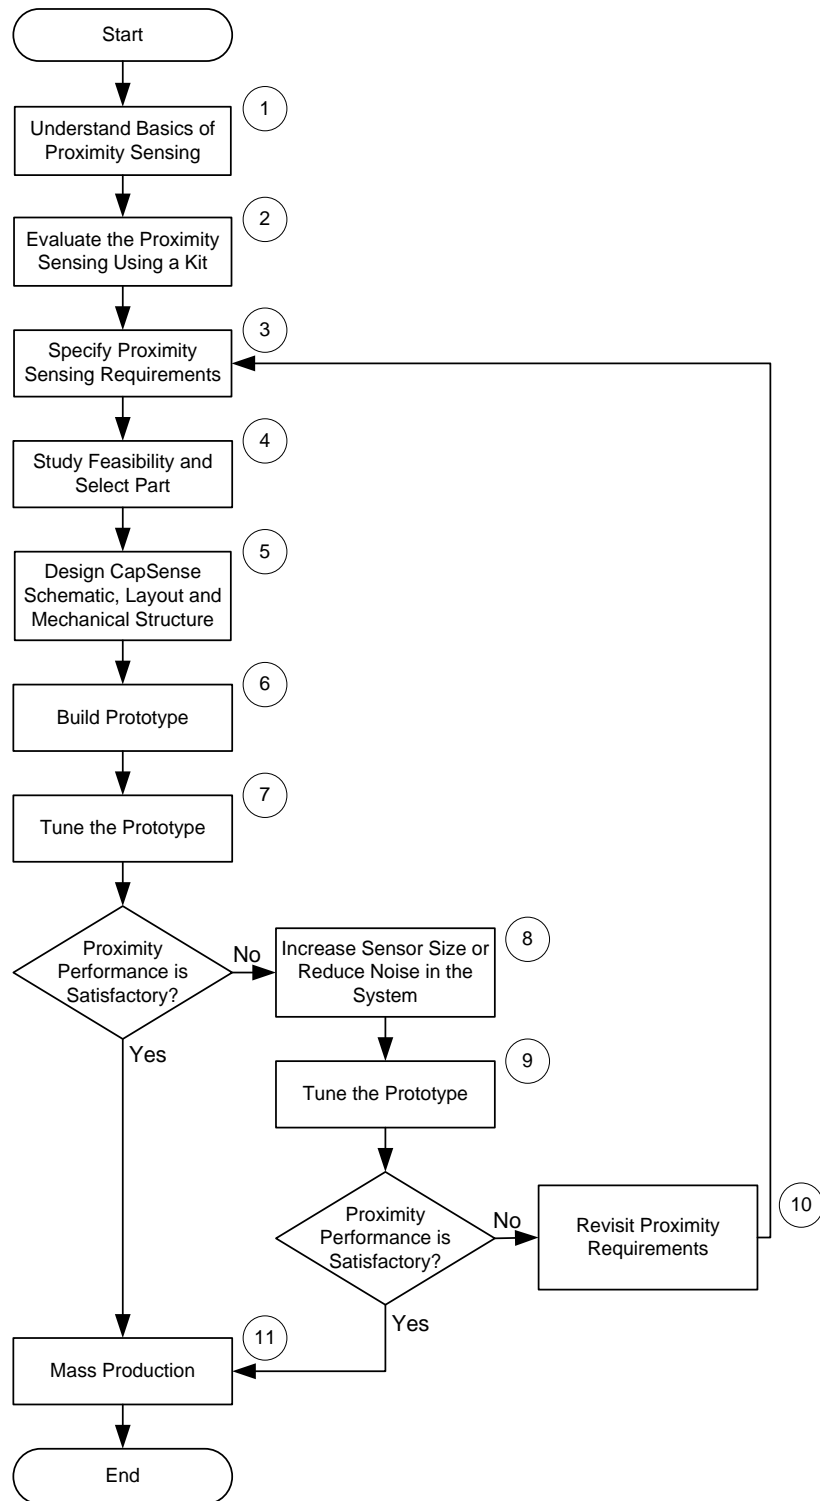 Start
1
Understand Basics of
Proximity Sensing
2
Evaluate the Proximity
Sensing Using a Kit
3
Specify Proximity
Sensing Requirements
4
Study Feasibility and
Select Part
5
Design CapSense
Schematic, Layout and
Mechanical Structure
6
Build Prototype
7
Tune the Prototype
Proximity
Performance is
Satisfactory?
No
Yes
8
Increase Sensor Size or
Reduce Noise in the
System
9
Tune the Prototype
Proximity
Performance is
Satisfactory?
No
Yes
10
Revisit Proximity
Requirements
11
Mass Production
End